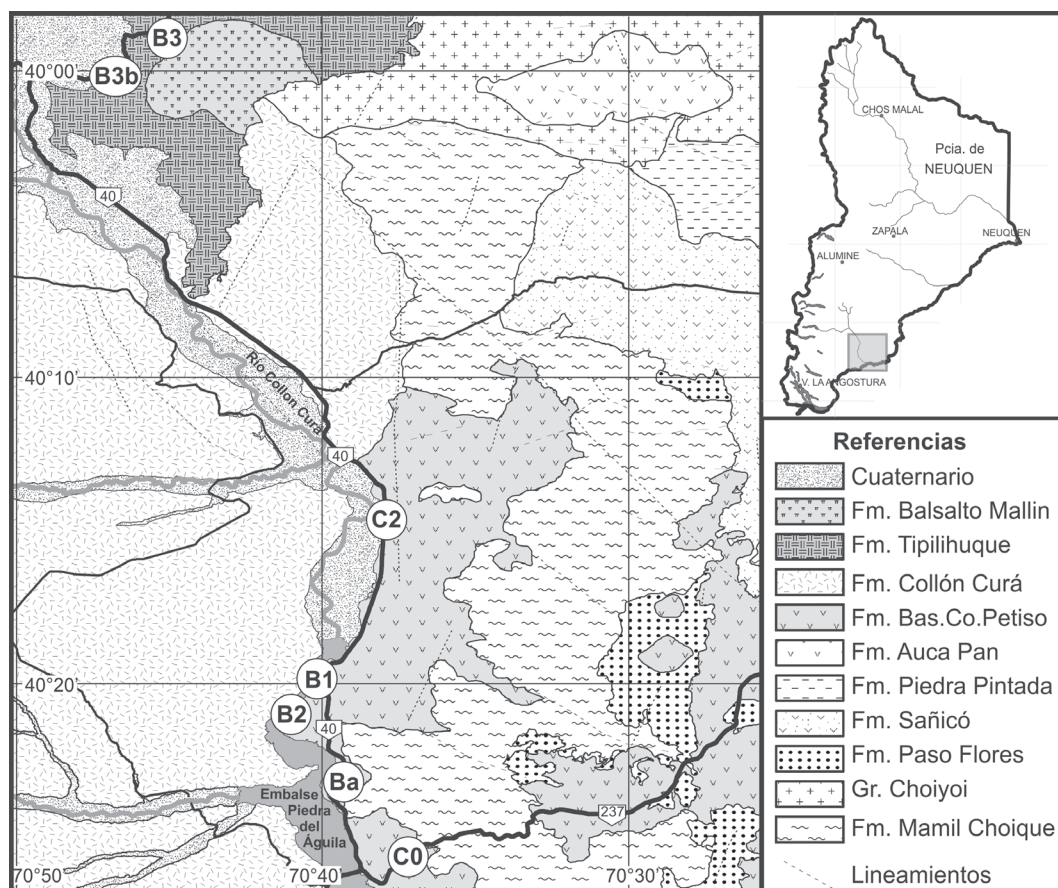 B3
B3b
40°00'
40
Río Collon Curá
40°10'
40
C2
40°20'
B1
B2
40
Ba
Embalse
Piedra
del
Águila
237
C0
70°50'
70°40'
70°30'
CHOS MALAL
Pcia. de
NEUQUEN
ZAPALA
NEUQUEN
ALUMINE
V. LA ANGOSTURA
Referencias
Cuaternario
Fm. Balsalto Mallin
Fm. Tipilihuque
Fm. Collón Curá
Fm. Bas.Co.Petiso
Fm. Auca Pan
Fm. Piedra Pintada
Fm. Sañicó
Fm. Paso Flores
Gr. Choiyoi
Fm. Mamil Choique
Lineamientos